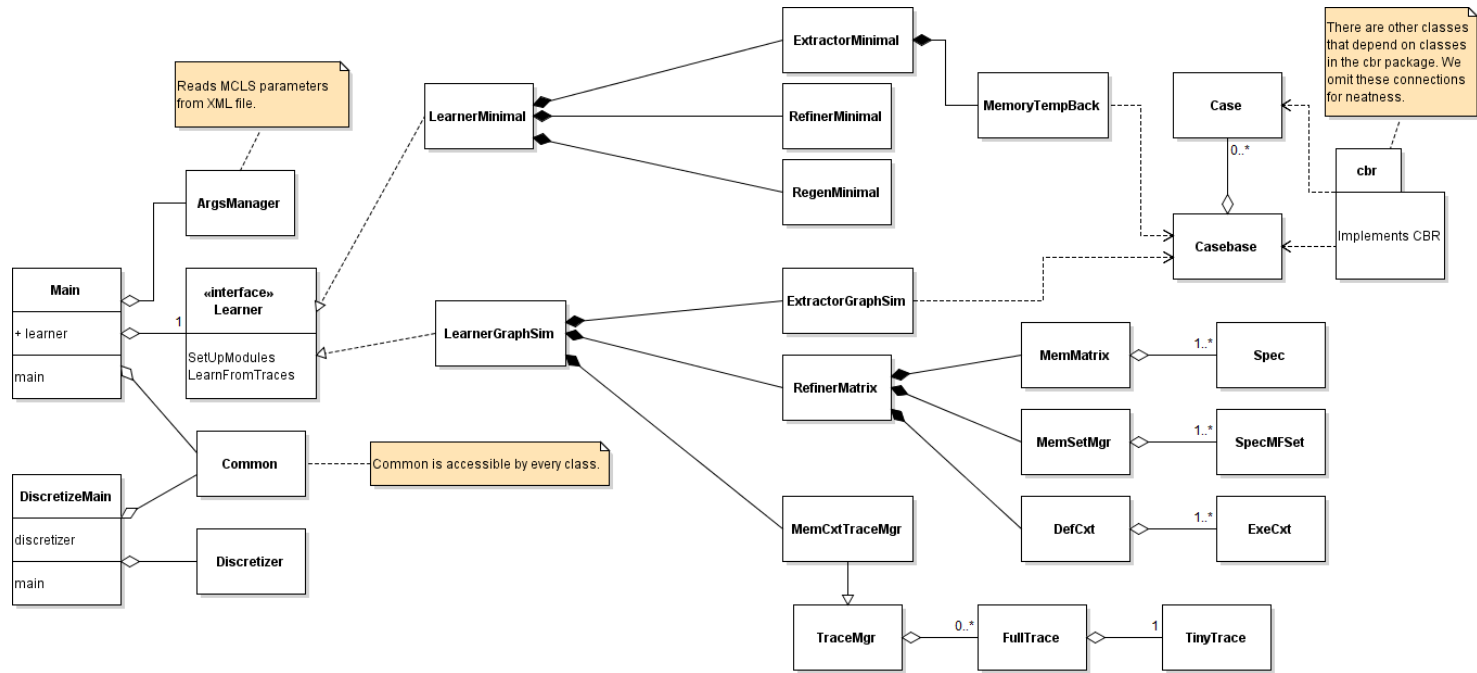 There are other classes
that depend on classes
in the cbr package. We
omit these connections
for neatness.
ExtractorMinimal
Reads MCLS parameters
from XML file.
LearnerMinimal
MemoryTempBack
Case
RefinerMinimal
0..*
cbr
ArgsManager
RegenMinimal
Implements CBR
Casebase
Main
«interface»
Learner
ExtractorGraphSim
1
+ learner
LearnerGraphSim
SetUpModules
LearnFromTraces
main
MemMatrix
1..*
Spec
RefinerMatrix
MemSetMgr
1..*
SpecMFSet
Common
Common is accessible by every class.
DiscretizeMain
discretizer
main
Discretizer
MemCxtTraceMgr
DefCxt
1..*
ExeCxt
TraceMgr
0..*
FullTrace
1
TinyTrace